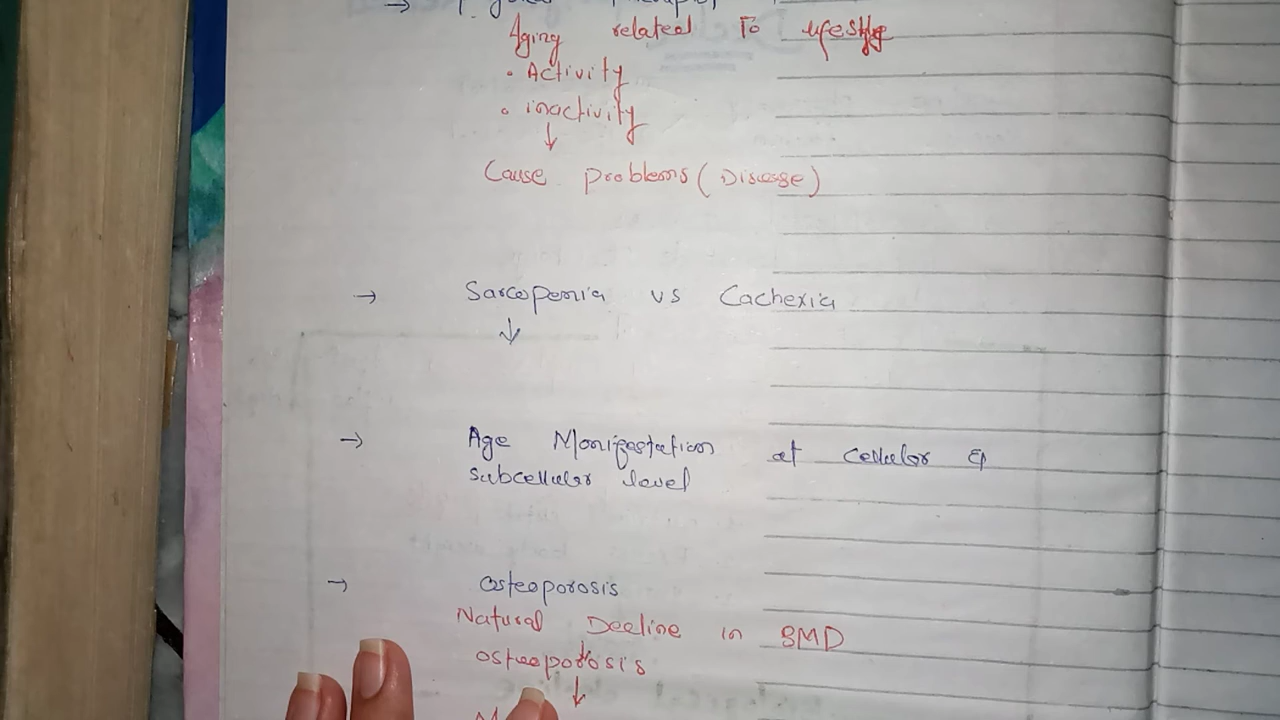 →
Aging related To lifestyle
• Activity
• inactivity
↓
Cause problems (Disease)
→ Sarcopenia vs Cachexia
↓
→ Age Manifestation at cellular &
subcellular level
→ Osteoporosis
Natural Decline in BMD
↓
osteoporosis
↓